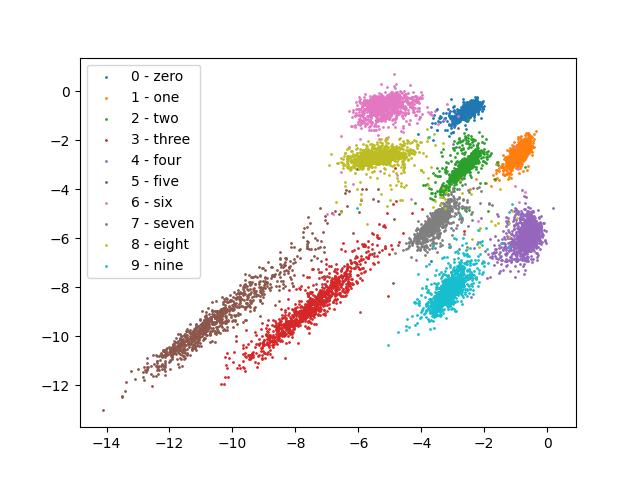 0 - zero
1 - one
2 - two
3 - three
4 - four
5 - five
6 - six
7 - seven
8 - eight
9 - nine
0
−2
−4
−6
−8
−10
−12
−14 −12 −10 −8 −6 −4 −2 0